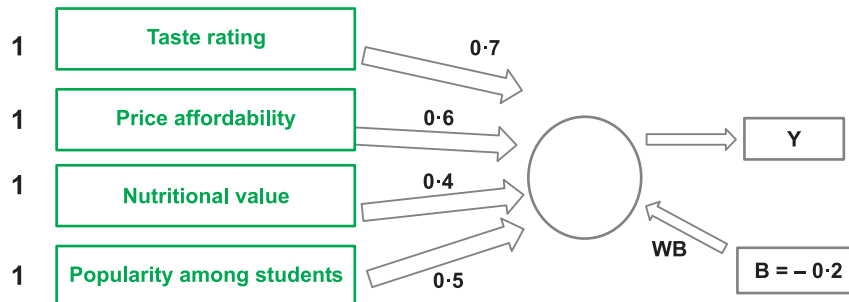 1 Taste rating 0·7
1 Price affordability 0·6
Y
1 Nutritional value 0·4
WB
1 Popularity among students 0·5
B = – 0·2